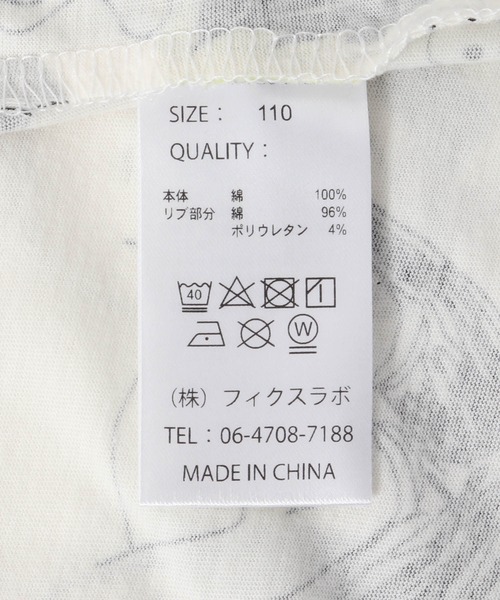 SIZE： 110
QUALITY：
本体 綿 100%
リブ部分 綿 96%
ポリウレタン 4%
40
W
（株）フィクスラボ
TEL：06-4708-7188
MADE IN CHINA